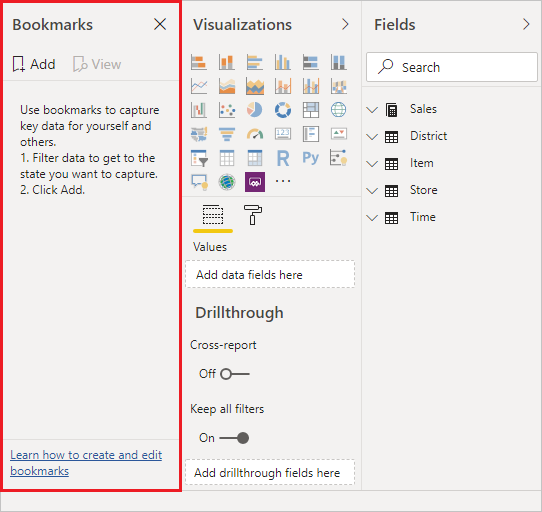 Bookmarks
Add
View
Use bookmarks to capture
key data for yourself and
others.
1. Filter data to get to the
state you want to capture.
2. Click Add.
Learn how to create and edit
bookmarks
Visualizations
123
R
Py
Values
Add data fields here
Drillthrough
Cross-report
Off
Keep all filters
On
Add drillthrough fields here
Fields
Search
Sales
District
Item
Store
Time